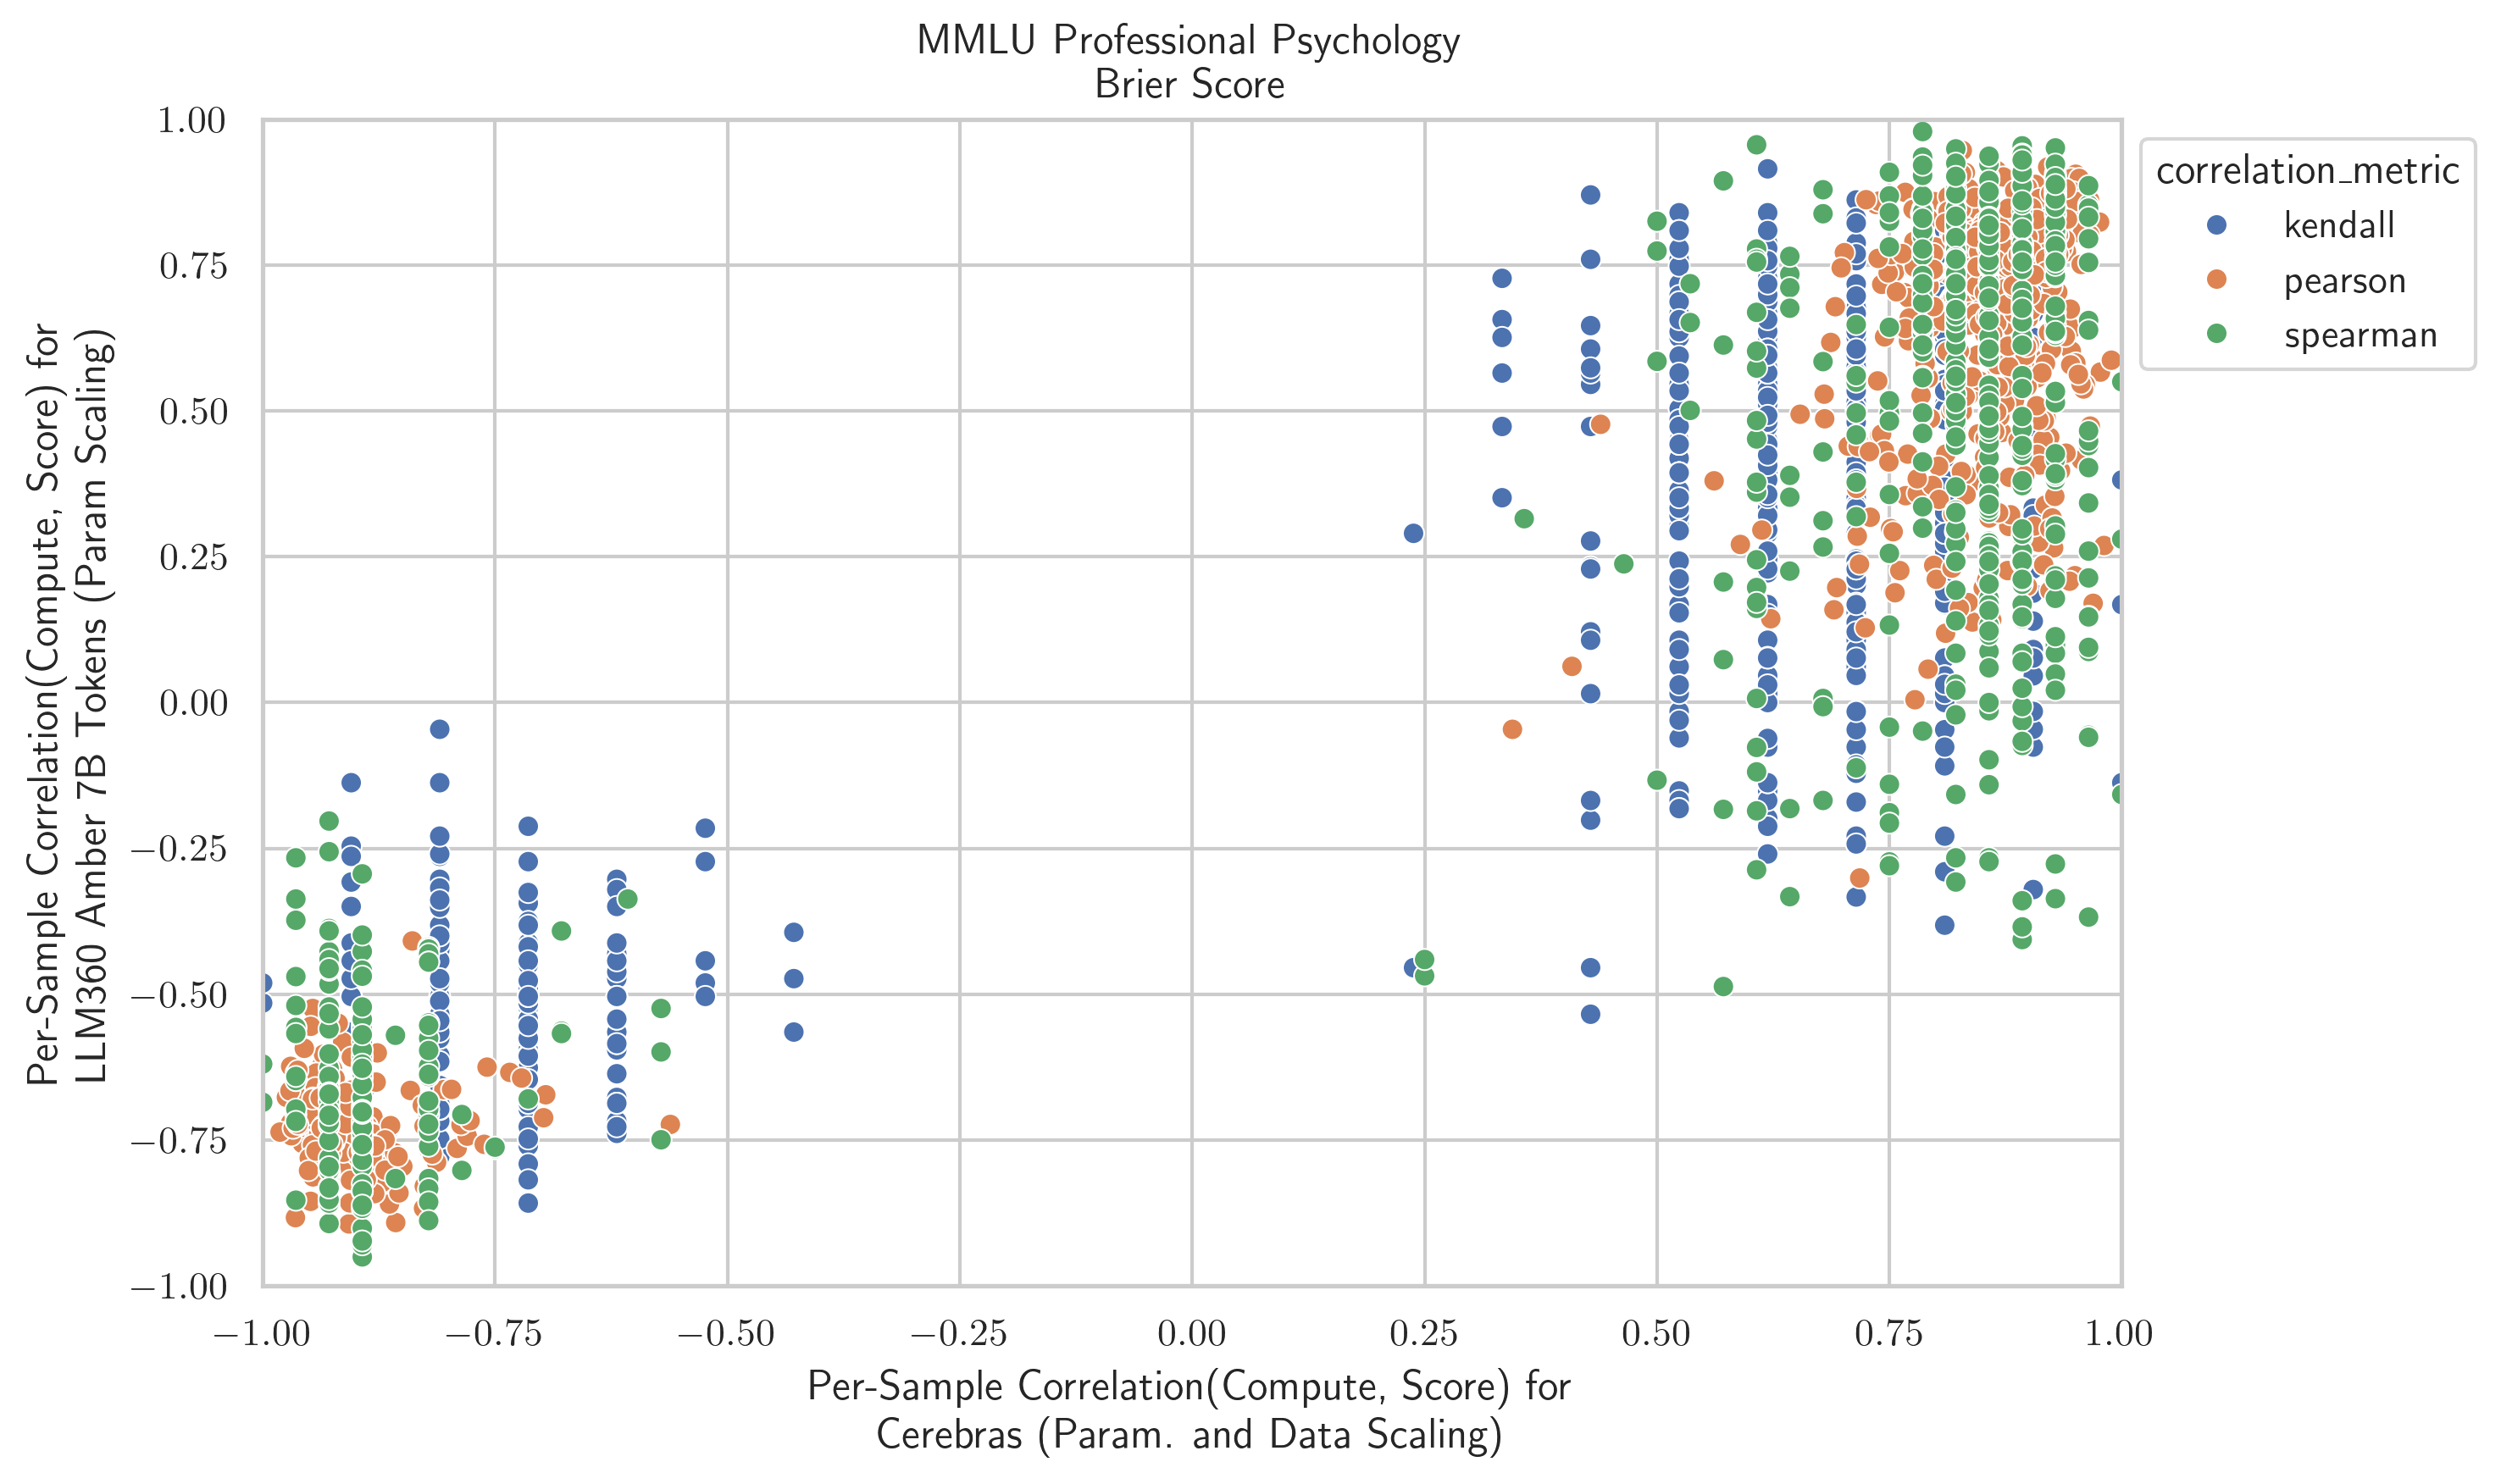 MMLU Professional Psychology
Brier Score
Per-Sample Correlation(Compute, Score) for
LLM360 Amber 7B Tokens (Param Scaling)
1.00
0.75
0.50
0.25
0.00
−0.25
−0.50
−0.75
−1.00
−1.00 −0.75 −0.50 −0.25 0.00 0.25 0.50 0.75 1.00
Per-Sample Correlation(Compute, Score) for
Cerebras (Param. and Data Scaling)
correlation_metric
kendall
pearson
spearman